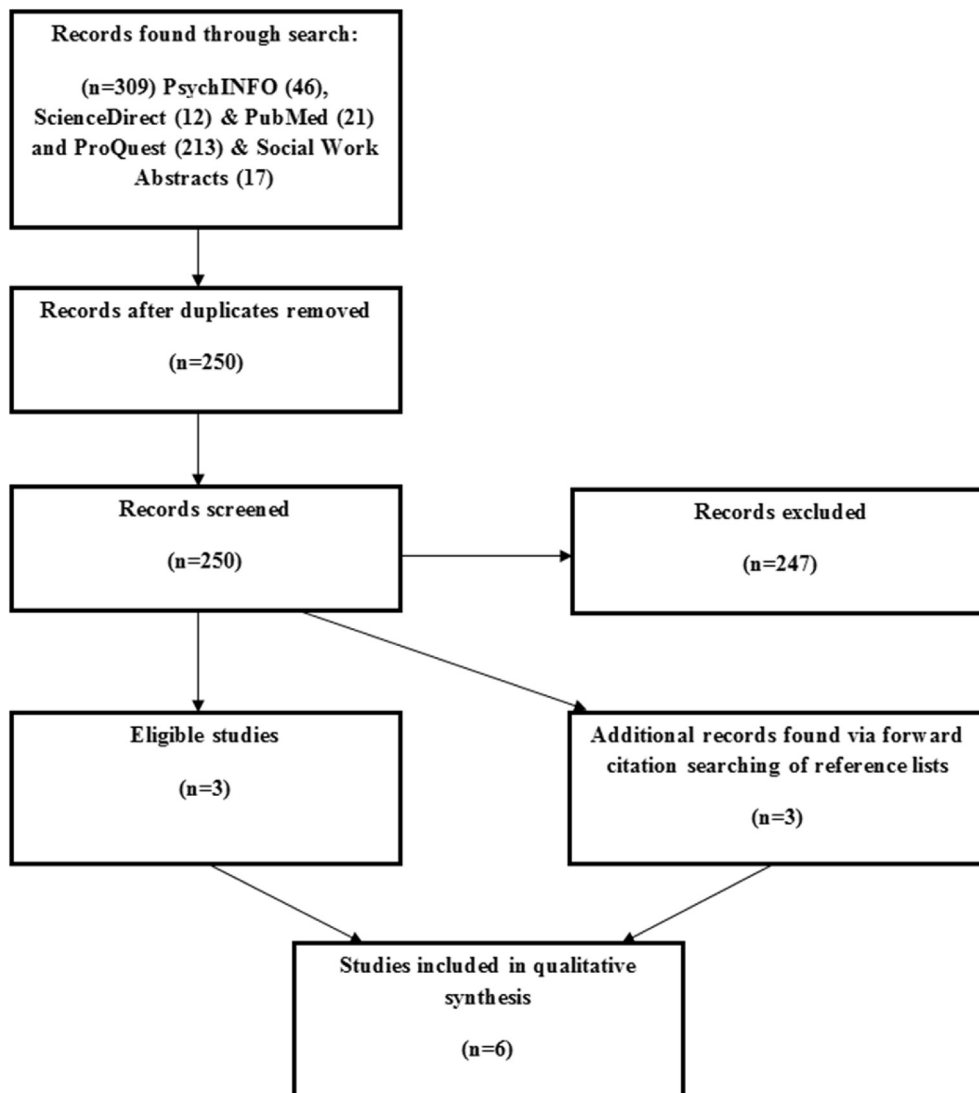 Records found through search:
(n=309) PsychINFO (46),
ScienceDirect (12) & PubMed (21)
and ProQuest (213) & Social Work
Abstracts (17)
Records after duplicates removed
(n=250)
Records screened
(n=250)
Records excluded
(n=247)
Eligible studies
(n=3)
Additional records found via forward
citation searching of reference lists
(n=3)
Studies included in qualitative
synthesis
(n=6)